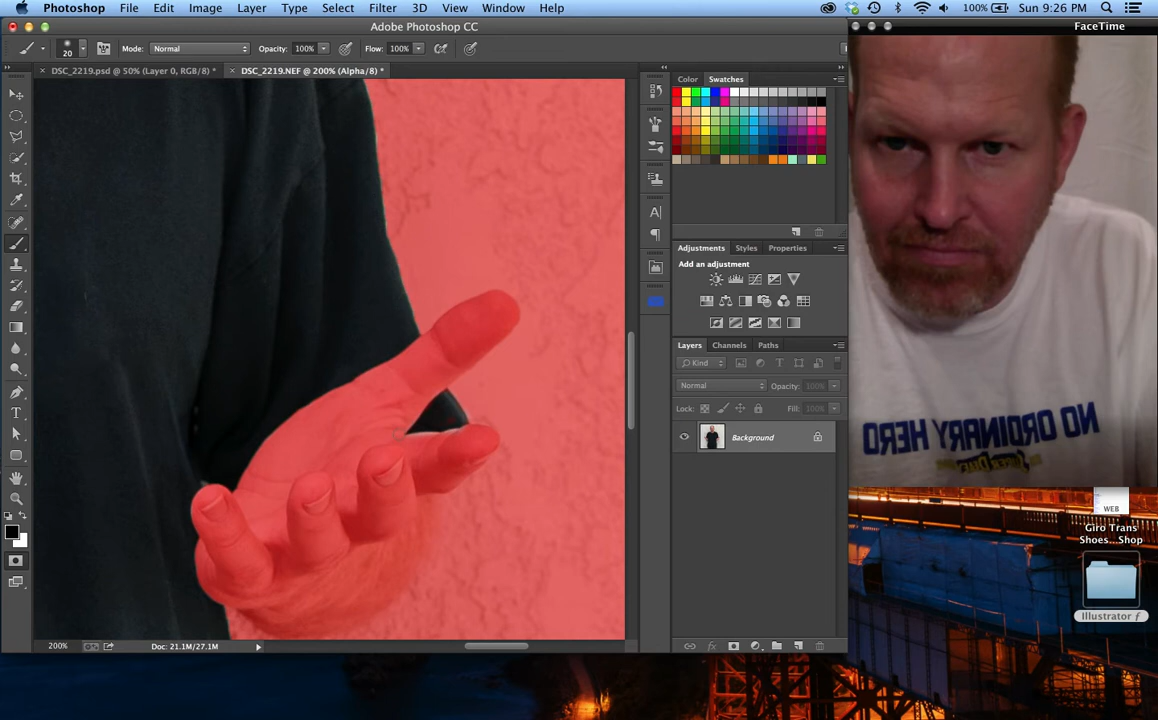 Photoshop File Edit Image Layer Type Select Filter 3D View Window Help 100% Sun 9:26 PM
Adobe Photoshop CC
FaceTime
20 Mode: Normal Opacity: 100% Flow: 100%
DSC_2219.psd @ 50% (Layer 0, RGB/8) *
DSC_2219.NEF @ 200% (Alpha/8) *
Color Swatches
Adjustments Styles Properties
Add an adjustment
Layers Channels Paths
Kind
Normal Opacity: 100%
Lock: Fill: 100%
Background
NO ORDINARY HERO
WEB
Giro Trans
Shoes...Shop
Illustrator ƒ
200% Doc: 21.1M/27.1M